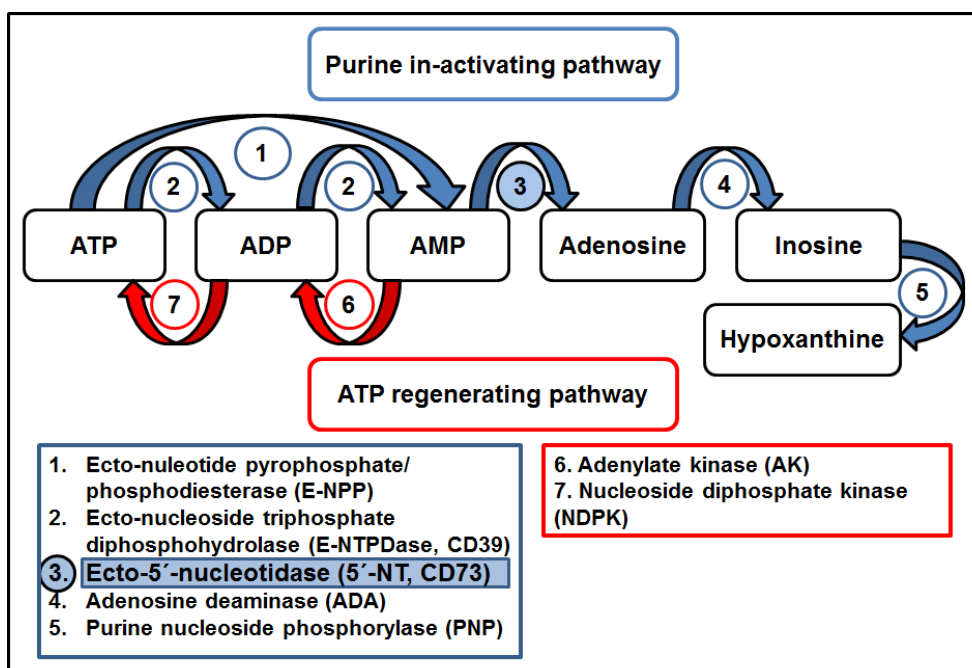 Purine in-activating pathway
1
2
2
3
4
ATP
ADP
AMP
Adenosine
Inosine
7
6
5
Hypoxanthine
ATP regenerating pathway
1. Ecto-nuleotide pyrophosphate/
phosphodiesterase (E-NPP)
2. Ecto-nucleoside triphosphate
diphosphohydrolase (E-NTPDase, CD39)
3. Ecto-5´-nucleotidase (5´-NT, CD73)
4. Adenosine deaminase (ADA)
5. Purine nucleoside phosphorylase (PNP)
6. Adenylate kinase (AK)
7. Nucleoside diphosphate kinase
(NDPK)